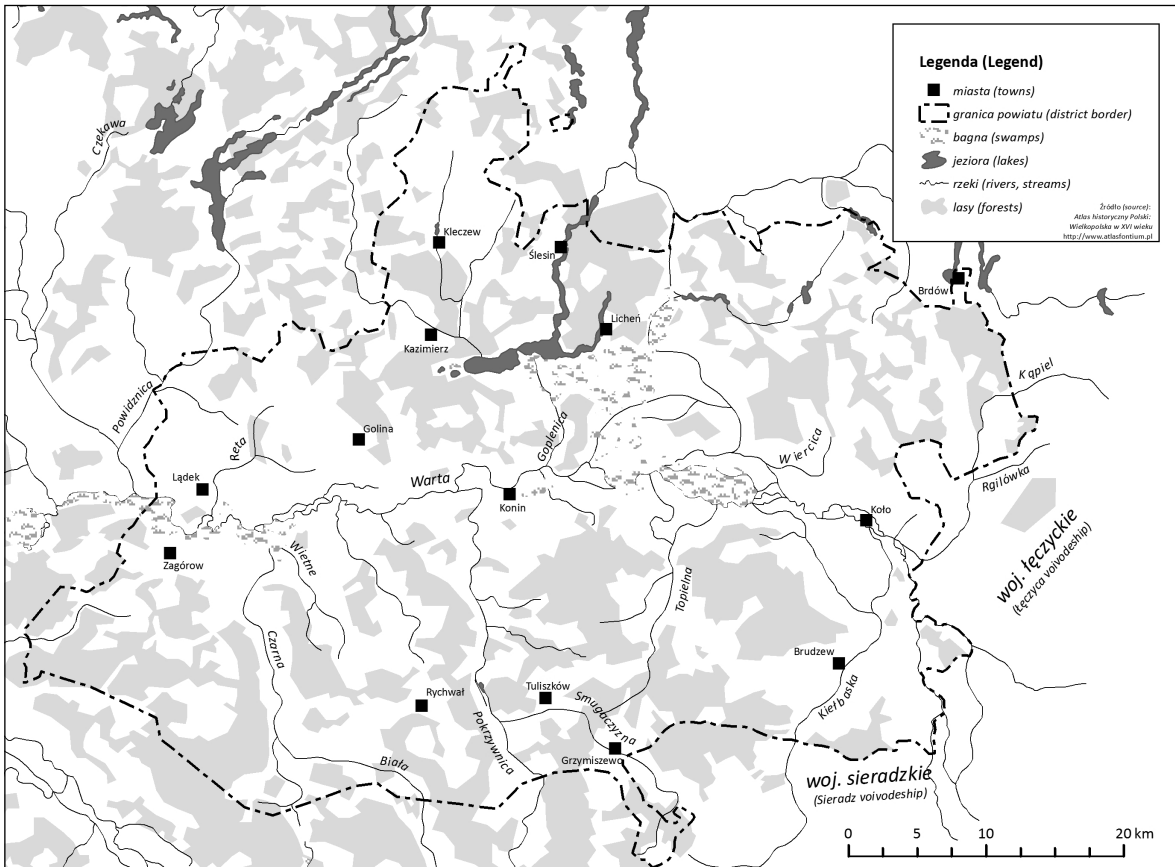 Legenda (Legend)
miasta (towns)
granica powiatu (district border)
bagna (swamps)
jeziora (lakes)
rzeki (rivers, streams)
lasy (forests)
Źródło (source):
Atlas historyczny Polski:
Wielkopolska w XVI wieku
http://www.atlasfontium.pl
Czekawa
Kleczew
Ślesin
Brdów
Licheń
Kazimierz
Kąpiel
Powidznica
Golina
Goplenica
Reta
Wiercica
Lądek
Warta
Rgilówka
Konin
Koło
woj. łęczyckie
(Łęczyca voivodeship)
Zagórow
Wietne
Topielna
Czarna
Brudzew
Rychwał
Tuliszków
Smugaczyzna
Kiełbaska
Pokrzywnica
Grzymiszewo
Biała
woj. sieradzkie
(Sieradz voivodeship)
0 5 10 20 km